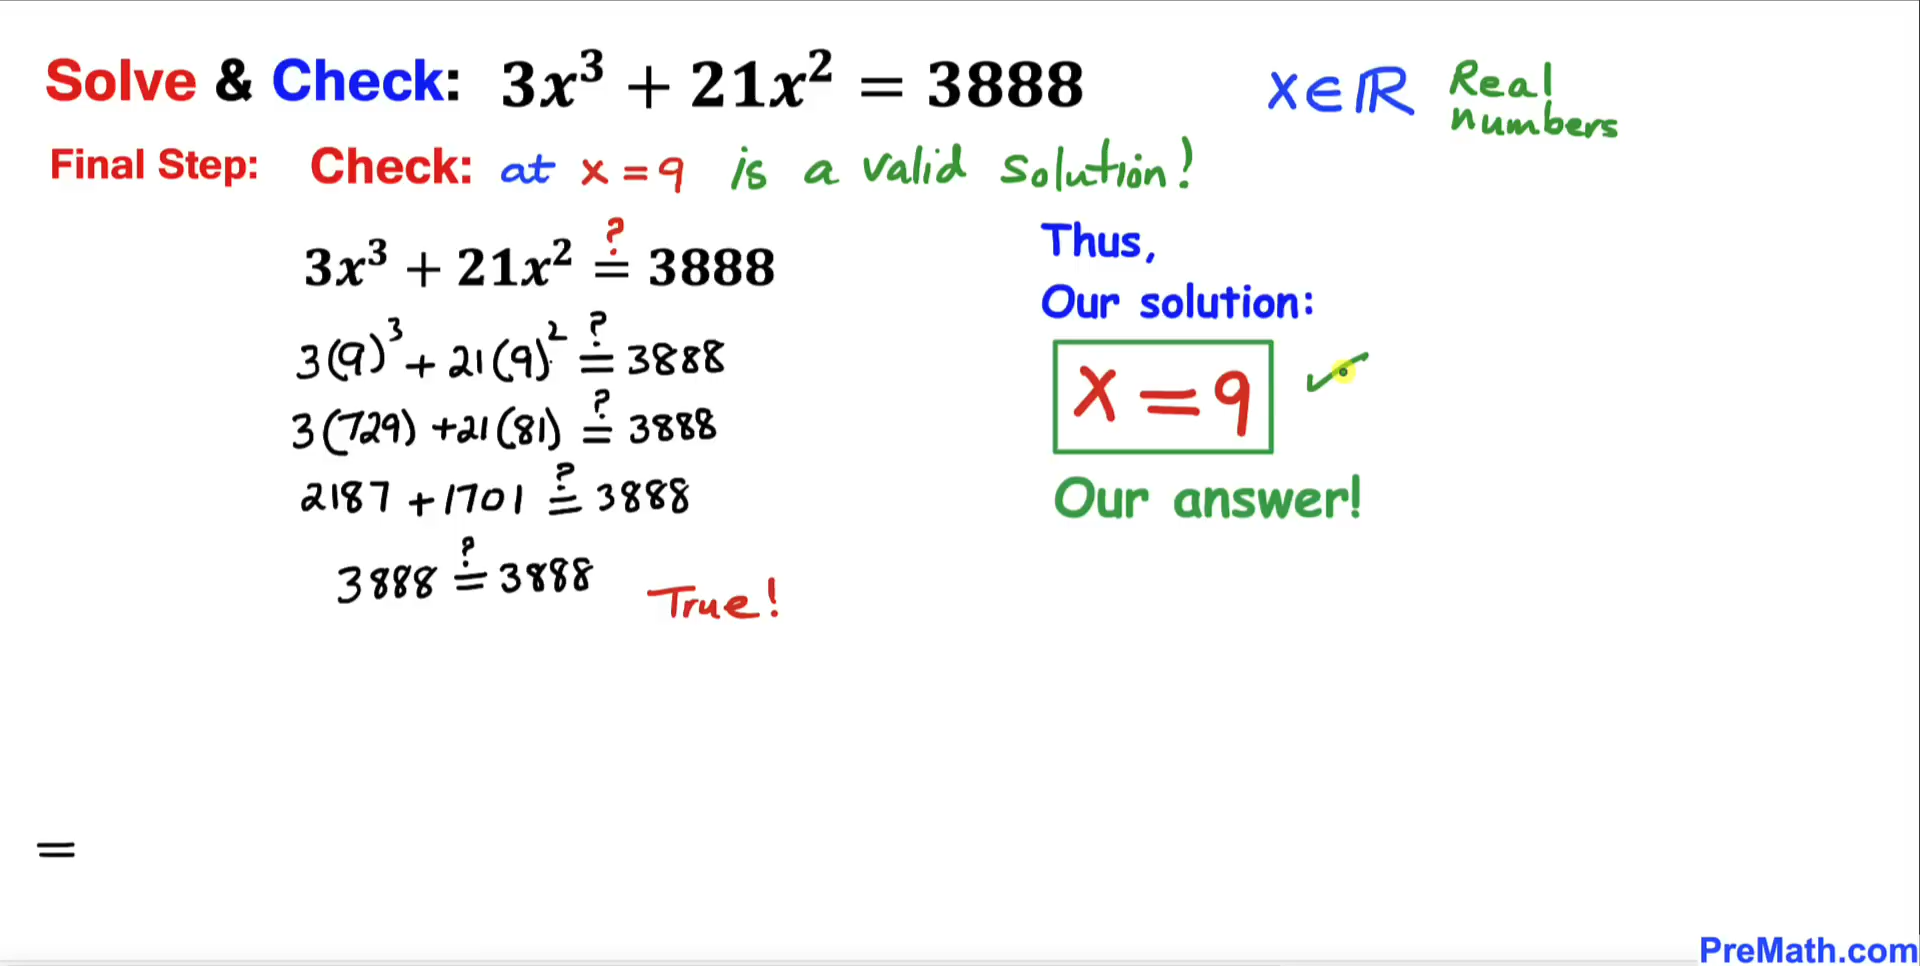 Solve & Check: 3x³ + 21x² = 3888 x∈ℝ Real numbers
Final Step: Check: at x = 9 is a valid solution!
3x³ + 21x² ≟ 3888
3(9)³ + 21(9)² ≟ 3888
3(729) + 21(81) ≟ 3888
2187 + 1701 ≟ 3888
3888 ≟ 3888 True!
Thus,
Our solution:
x = 9 ✓
Our answer!
=
PreMath.com